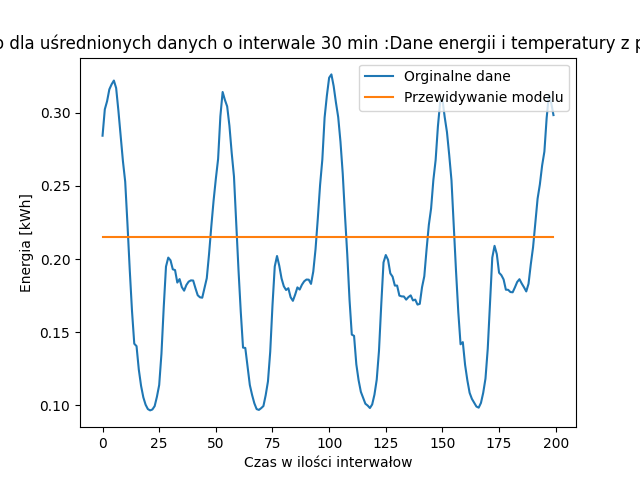 dla uśrednionych danych o interwale 30 min :Dane energii i temperatury z
Orginalne dane
Przewidywanie modelu
0.30
0.25
0.20
0.15
0.10
Energia [kWh]
0 25 50 75 100 125 150 175 200
Czas w ilości interwałow